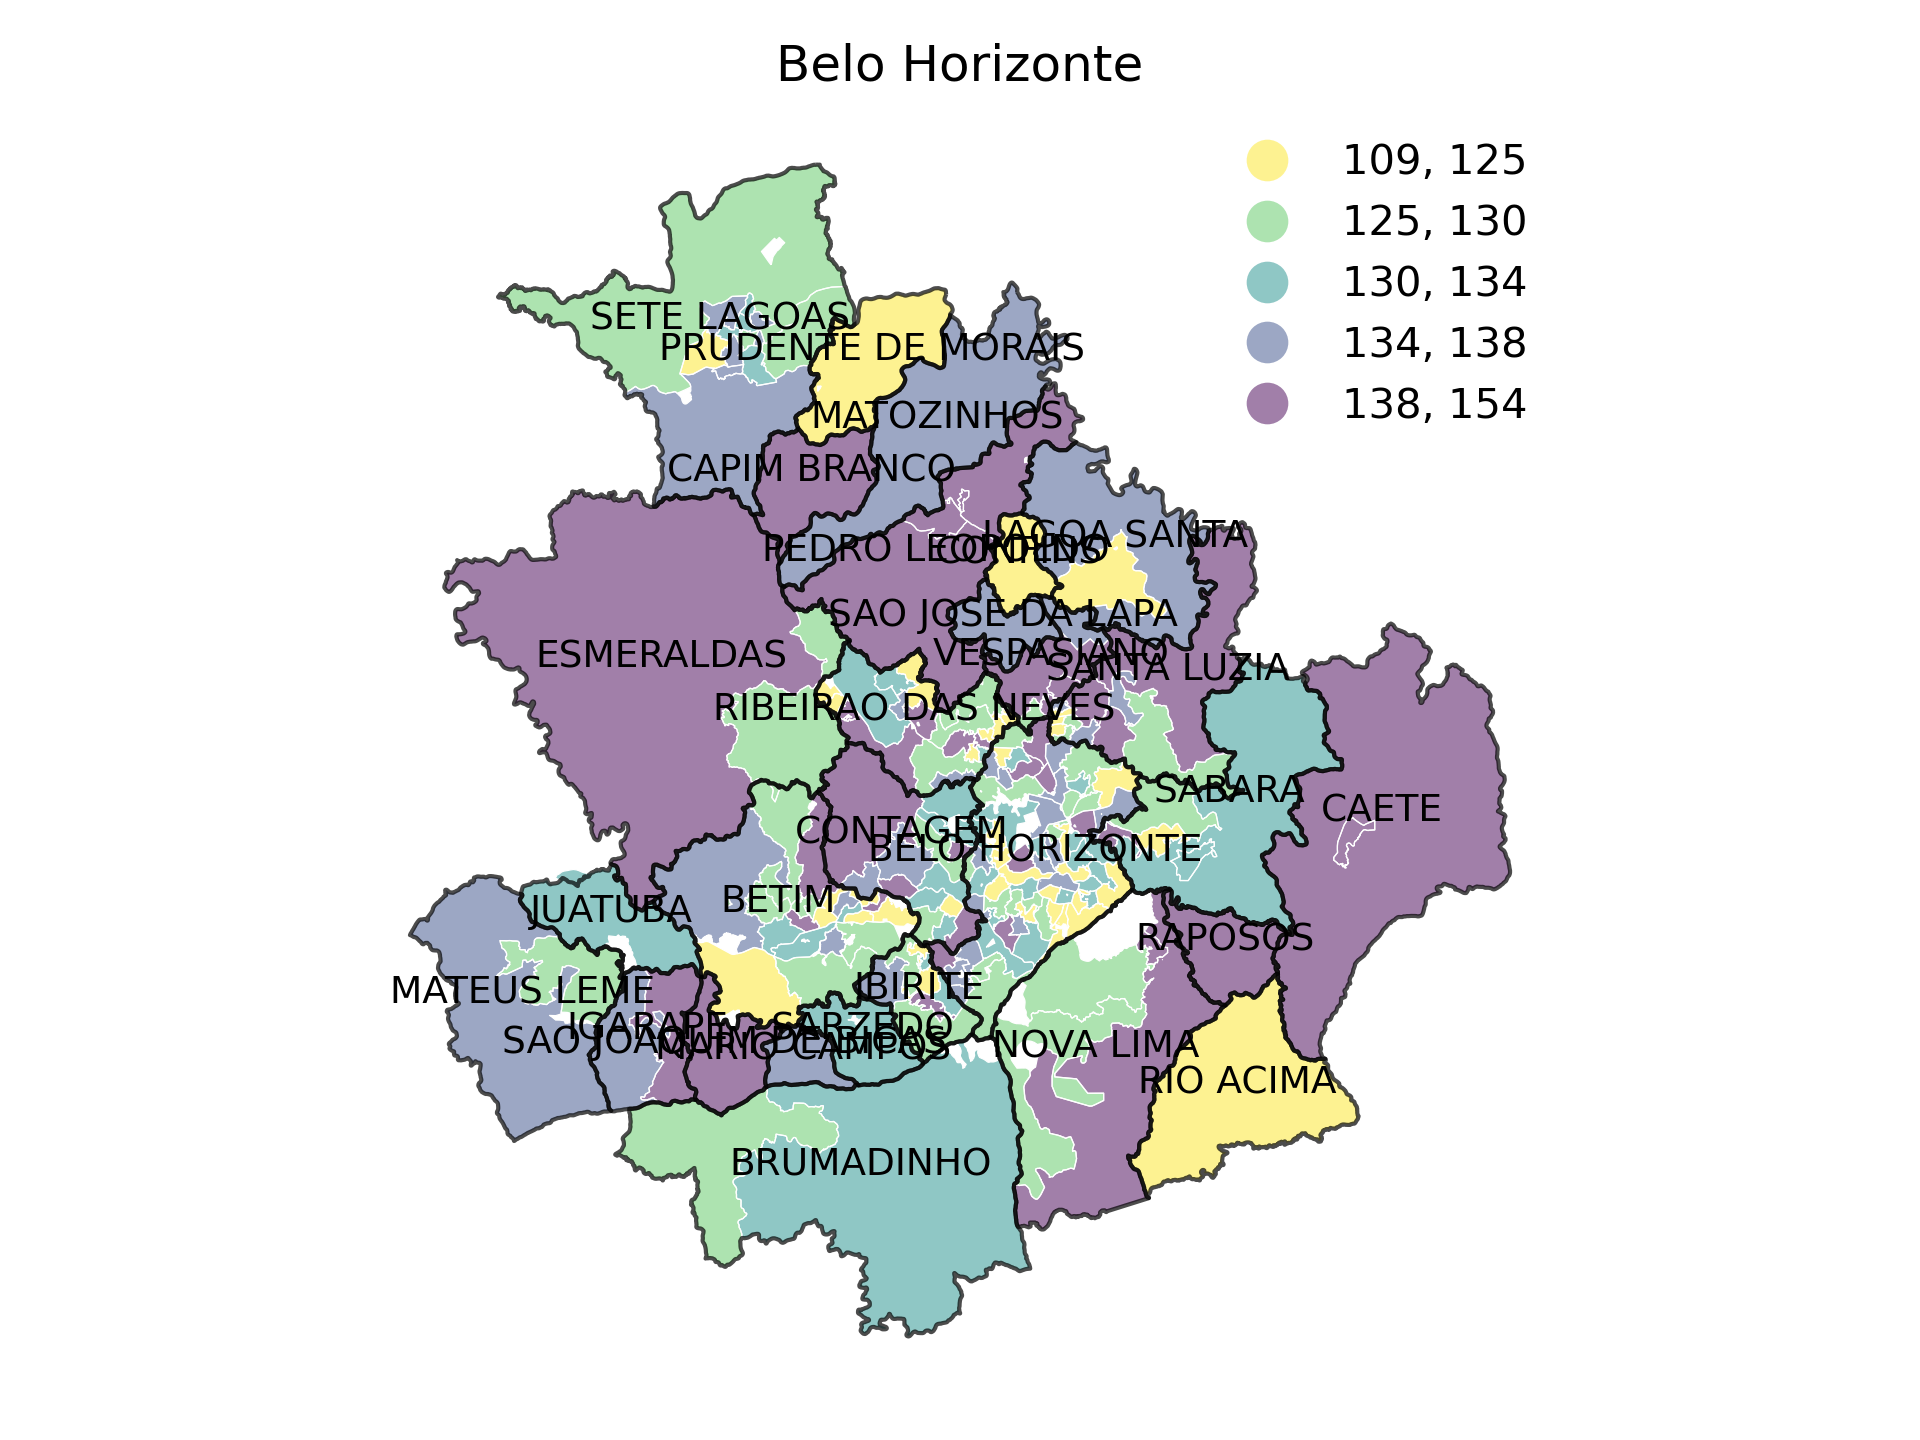 Belo Horizonte
109, 125
125, 130
130, 134
134, 138
138, 154
SETE LAGOAS
PRUDENTE DE MORAIS
MATOZINHOS
CAPIM BRANCO
LAGOA SANTA
PEDRO LEOPOLDO
CONFINS
SAO JOSE DA LAPA
VESPASIANO
ESMERALDAS
SANTA LUZIA
RIBEIRAO DAS NEVES
SABARA
CAETE
CONTAGEM
BELO HORIZONTE
BETIM
JUATUBA
RAPOSOS
IBIRITE
MATEUS LEME
IGARAPE
SARZEDO
SAO JOAQUIM DE BICAS
MARIO CAMPOS
NOVA LIMA
RIO ACIMA
BRUMADINHO